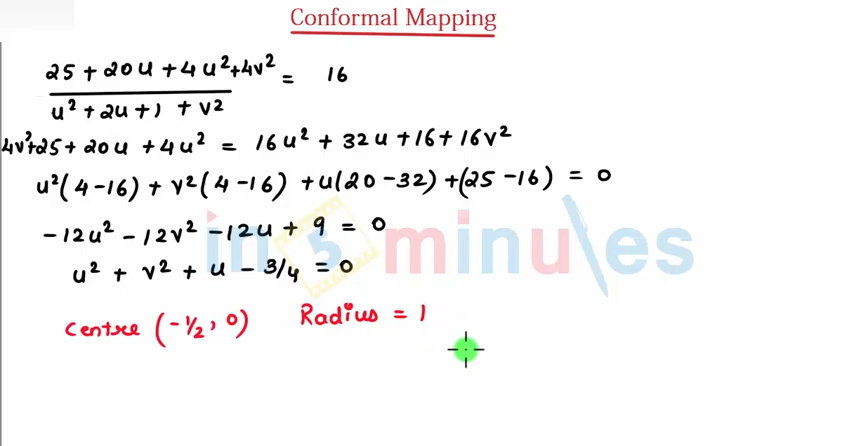 Conformal Mapping
25 + 20u + 4u²+4v² / u² + 2u + 1 + v² = 16
4v²+25 + 20u + 4u² = 16u² + 32u + 16 + 16v²
u²(4-16) + v²(4-16) + u(20-32) + (25-16) = 0
-12u² - 12v² - 12u + 9 = 0
in 5 minutes
u² + v² + u - 3/4 = 0
Centre (-1/2, 0) Radius = 1